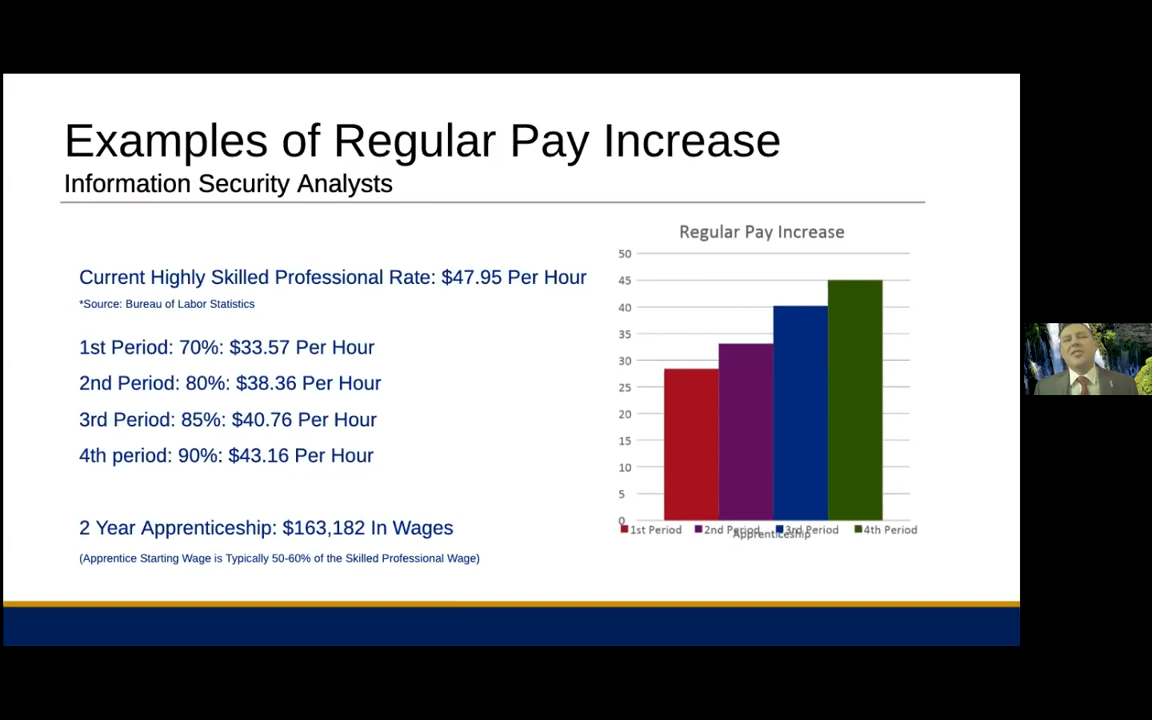 Examples of Regular Pay Increase
Information Security Analysts
Current Highly Skilled Professional Rate: $47.95 Per Hour
*Source: Bureau of Labor Statistics
1st Period: 70%: $33.57 Per Hour
2nd Period: 80%: $38.36 Per Hour
3rd Period: 85%: $40.76 Per Hour
4th period: 90%: $43.16 Per Hour
2 Year Apprenticeship: $163,182 In Wages
(Apprentice Starting Wage is Typically 50-60% of the Skilled Professional Wage)
Regular Pay Increase
50
45
40
35
30
25
20
15
10
5
0
1st Period 2nd Period 3rd Period 4th Period
Apprenticeship